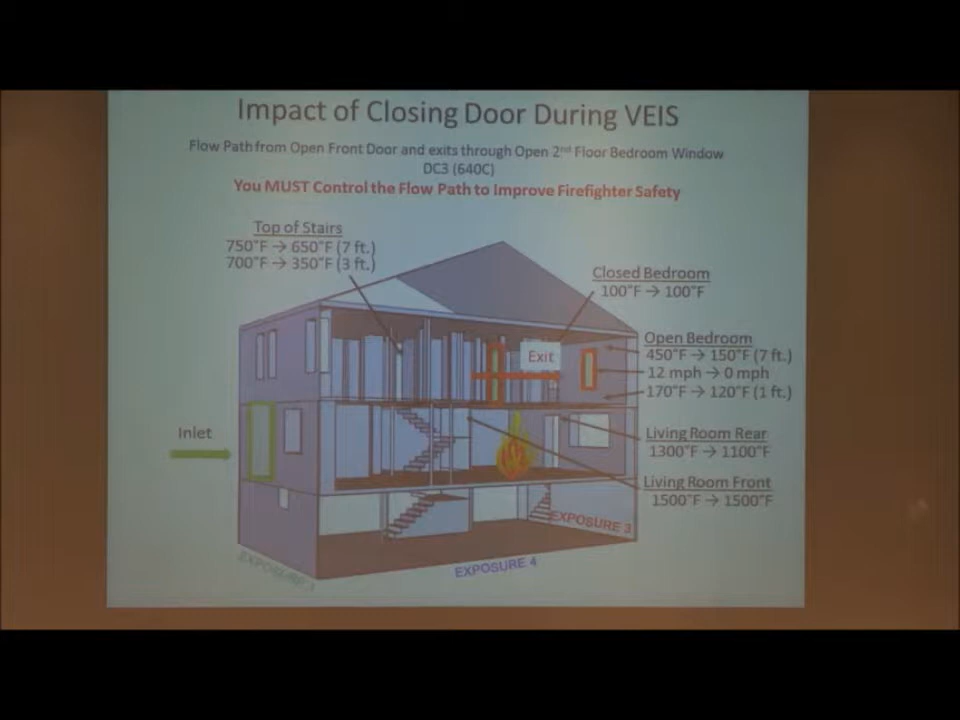 Impact of Closing Door During VEIS
Flow Path from Open Front Door and exits through Open 2nd Floor Bedroom Window
DC3 (640C)
You MUST Control the Flow Path to Improve Firefighter Safety
Top of Stairs
750°F → 650°F (7 ft.)
700°F → 350°F (3 ft.)
Closed Bedroom
100°F → 100°F
Exit
Open Bedroom
450°F → 150°F (7 ft.)
12 mph → 0 mph
170°F → 120°F (1 ft.)
Inlet
Living Room Rear
1300°F → 1100°F
Living Room Front
1500°F → 1500°F
EXPOSURE 3
EXPOSURE 4
EXPOSURE 1